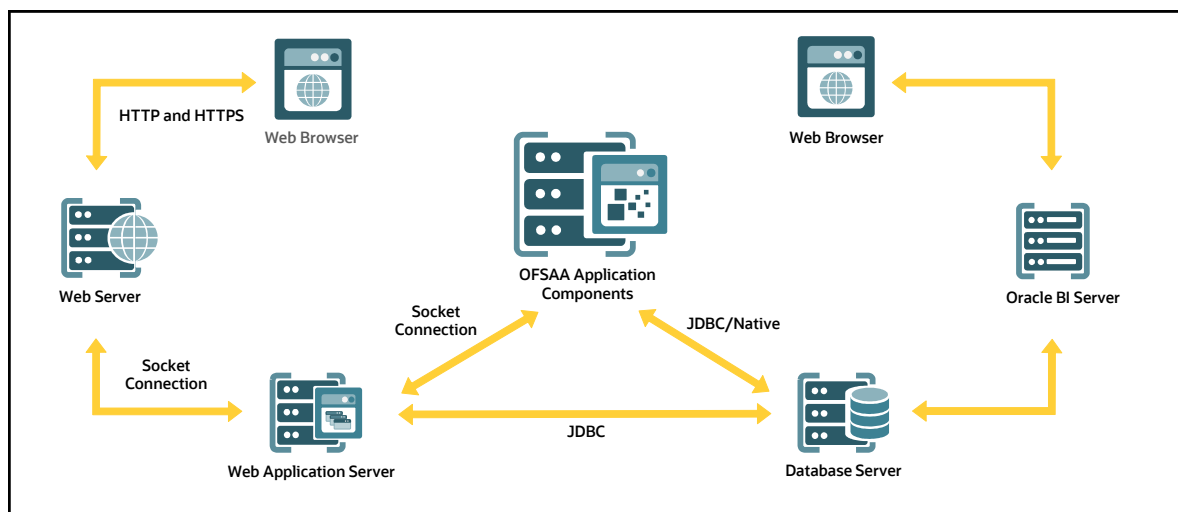 HTTP and HTTPS
Web Browser
Web Browser
OFSAA Application
Components
Web Server
Oracle BI Server
Socket
Connection
JDBC/Native
Socket
Connection
JDBC
Web Application Server
Database Server